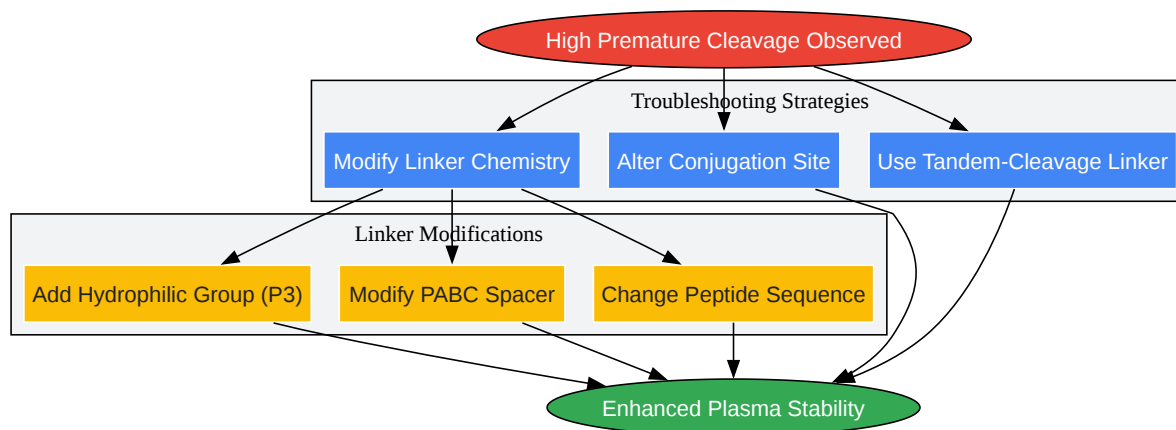 High Premature Cleavage Observed
Troubleshooting Strategies
Modify Linker Chemistry
Alter Conjugation Site
Use Tandem-Cleavage Linker
Linker Modifications
Add Hydrophilic Group (P3)
Modify PABC Spacer
Change Peptide Sequence
Enhanced Plasma Stability